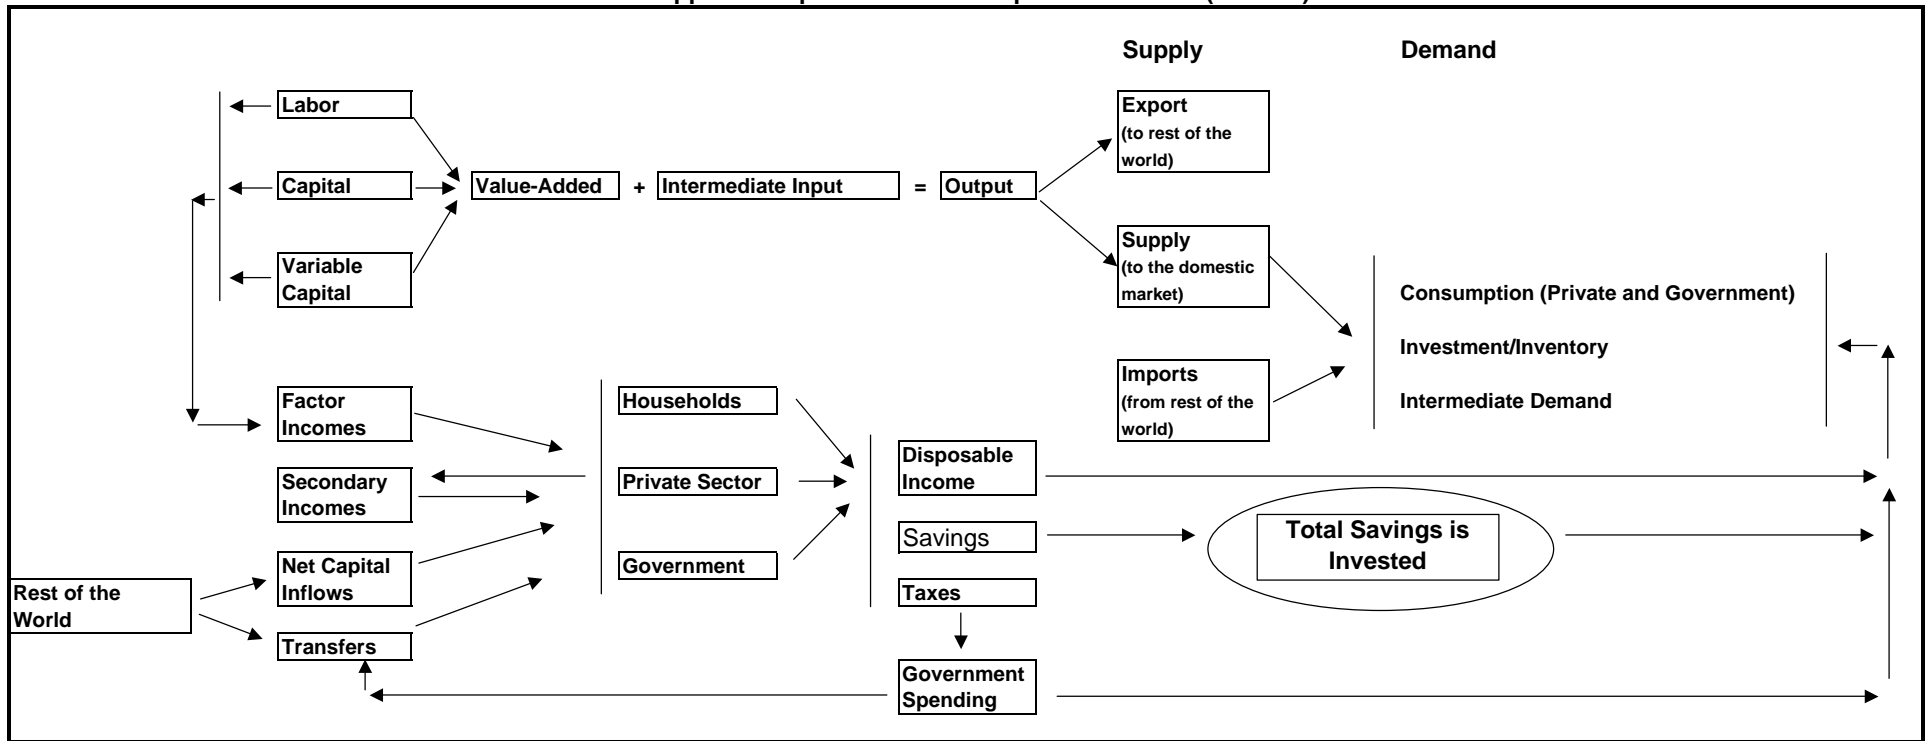 Supply Demand
Labor
Export
(to rest of the
world)
Capital
Value-Added + Intermediate Input = Output
Variable
Capital
Supply
(to the domestic
market)
Consumption (Private and Government)
Investment/Inventory
Intermediate Demand
Imports
(from rest of the
world)
Factor
Incomes
Households
Secondary
Incomes
Private Sector
Disposable
Income
Savings
Total Savings is
Invested
Net Capital
Inflows
Government
Taxes
Rest of the
World
Transfers
Government
Spending